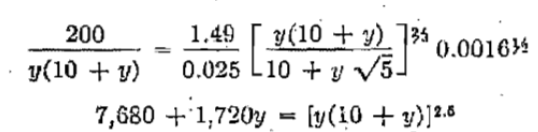 200 / y(10 + y) = 1.49 / 0.025 [ y(10 + y) / 10 + y √5 ]^⅔ 0.0016^½
7,680 + 1,720y = [y(10 + y)]^2.5